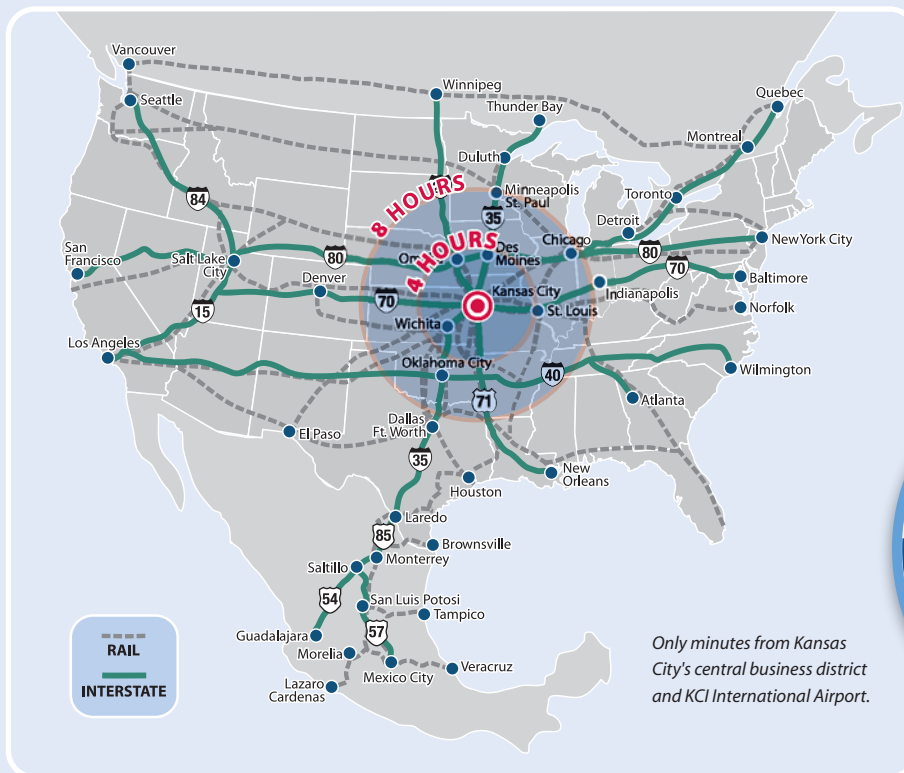 Vancouver
Seattle
Winnipeg
Thunder Bay
Quebec
Montreal
Duluth
Toronto
Minneapolis
St. Paul
8 HOURS
84
35
Detroit
Chicago
80
New York City
San
Francisco
Salt Lake
City
80
4 HOURS
Des
Moines
70
Baltimore
Denver
70
Kansas City
Indianapolis
Norfolk
15
St. Louis
Wichita
Los Angeles
Oklahoma City
40
Wilmington
71
Atlanta
El Paso
Dallas
Ft. Worth
35
New
Orleans
Houston
Laredo
85
Brownsville
Monterrey
Saltillo
54
San Luis Potosi
Tampico
57
Guadalajara
Morelia
Mexico City
Veracruz
Lazaro
Cardenas
RAIL
INTERSTATE
Only minutes from Kansas
City's central business district
and KCI International Airport.